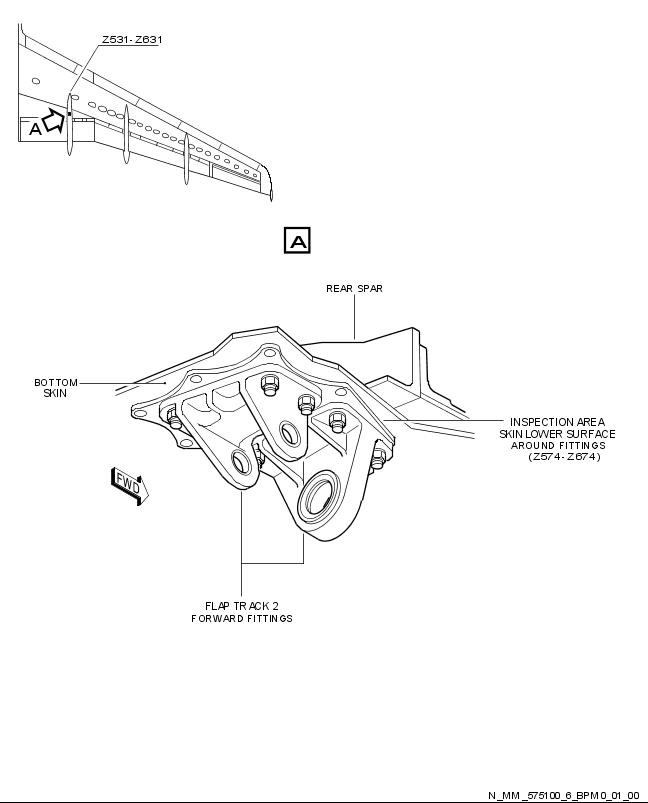 Z531-Z631
A
A
REAR SPAR
BOTTOM
SKIN
INSPECTION AREA
SKIN LOWER SURFACE
AROUND FITTINGS
(Z574-Z674)
FWD
FLAP TRACK 2
FORWARD FITTINGS
N_MM_575100_6_BPM0_01_00